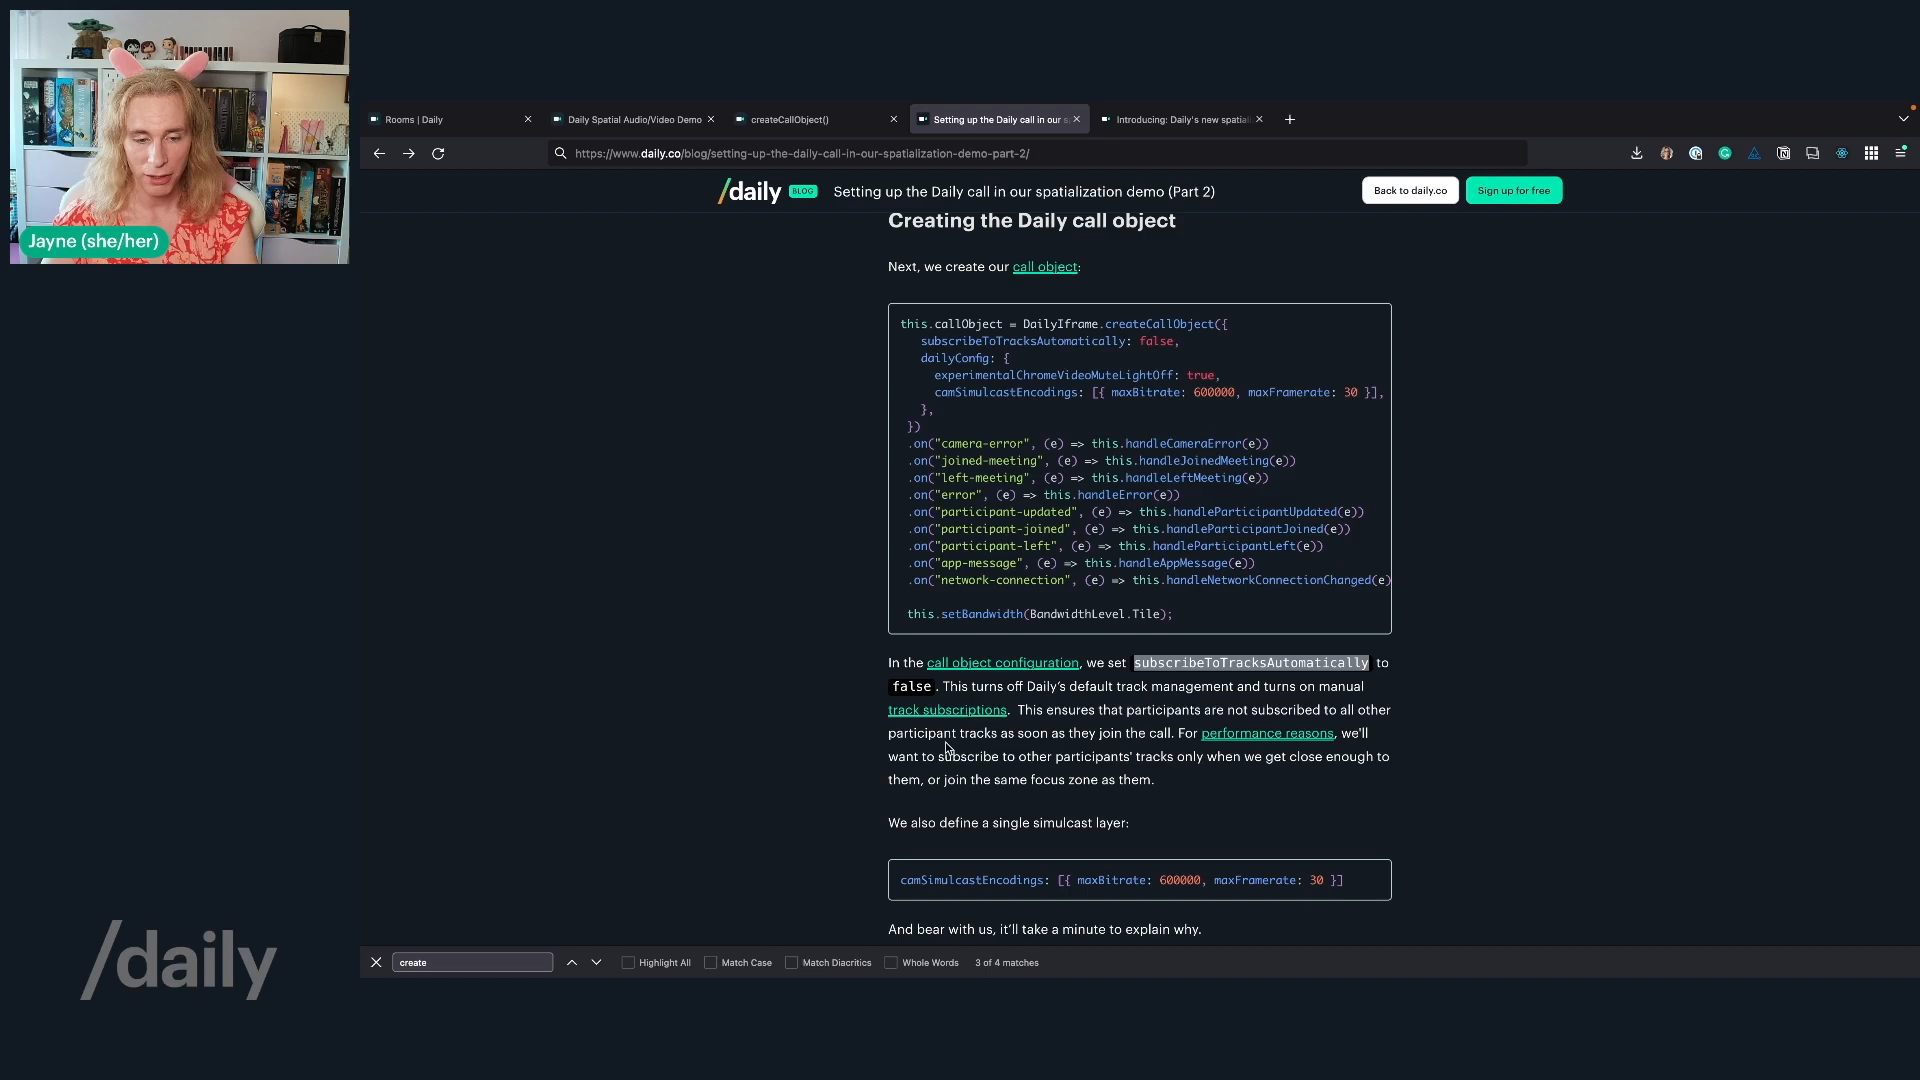 Jayne (she/her)
Rooms | Daily
Daily Spatial Audio/Video Demo
createCallObject()
Setting up the Daily call in our s
Introducing: Daily's new spatial
https://www.daily.co/blog/setting-up-the-daily-call-in-our-spatialization-demo-part-2/
/daily BLOG Setting up the Daily call in our spatialization demo (Part 2) Back to daily.co Sign up for free
Creating the Daily call object
Next, we create our call object:
this.callObject = DailyIframe.createCallObject({
subscribeToTracksAutomatically: false,
dailyConfig: {
experimentalChromeVideoMuteLightOff: true,
camSimulcastEncodings: [{ maxBitrate: 600000, maxFramerate: 30 }],
},
})
.on("camera-error", (e) => this.handleCameraError(e))
.on("joined-meeting", (e) => this.handleJoinedMeeting(e))
.on("left-meeting", (e) => this.handleLeftMeeting(e))
.on("error", (e) => this.handleError(e))
.on("participant-updated", (e) => this.handleParticipantUpdated(e))
.on("participant-joined", (e) => this.handleParticipantJoined(e))
.on("participant-left", (e) => this.handleParticipantLeft(e))
.on("app-message", (e) => this.handleAppMessage(e))
.on("network-connection", (e) => this.handleNetworkConnectionChanged(e)
this.setBandwidth(BandwidthLevel.Tile);
In the call object configuration, we set subscribeToTracksAutomatically to
false. This turns off Daily's default track management and turns on manual
track subscriptions. This ensures that participants are not subscribed to all other
participant tracks as soon as they join the call. For performance reasons, we'll
want to subscribe to other participants' tracks only when we get close enough to
them, or join the same focus zone as them.
We also define a single simulcast layer:
camSimulcastEncodings: [{ maxBitrate: 600000, maxFramerate: 30 }]
And bear with us, it'll take a minute to explain why.
create Highlight All Match Case Match Diacritics Whole Words 3 of 4 matches
/daily